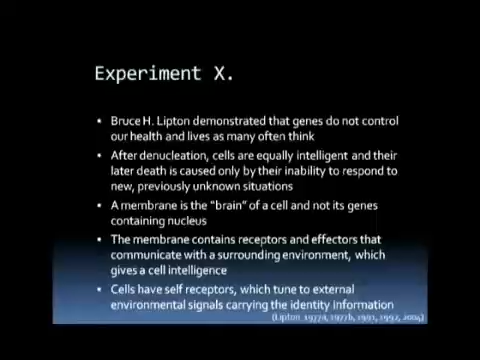 Experiment X.
Bruce H. Lipton demonstrated that genes do not control
our health and lives as many often think
After denucleation, cells are equally intelligent and their
later death is caused only by their inability to respond to
new, previously unknown situations
A membrane is the "brain" of a cell and not its genes
containing nucleus
The membrane contains receptors and effectors that
communicate with a surrounding environment, which
gives a cell intelligence
Cells have self receptors, which tune to external
environmental signals carrying the identity information
(Lipton 1977a, 1977b, 1991, 1992, 2004)